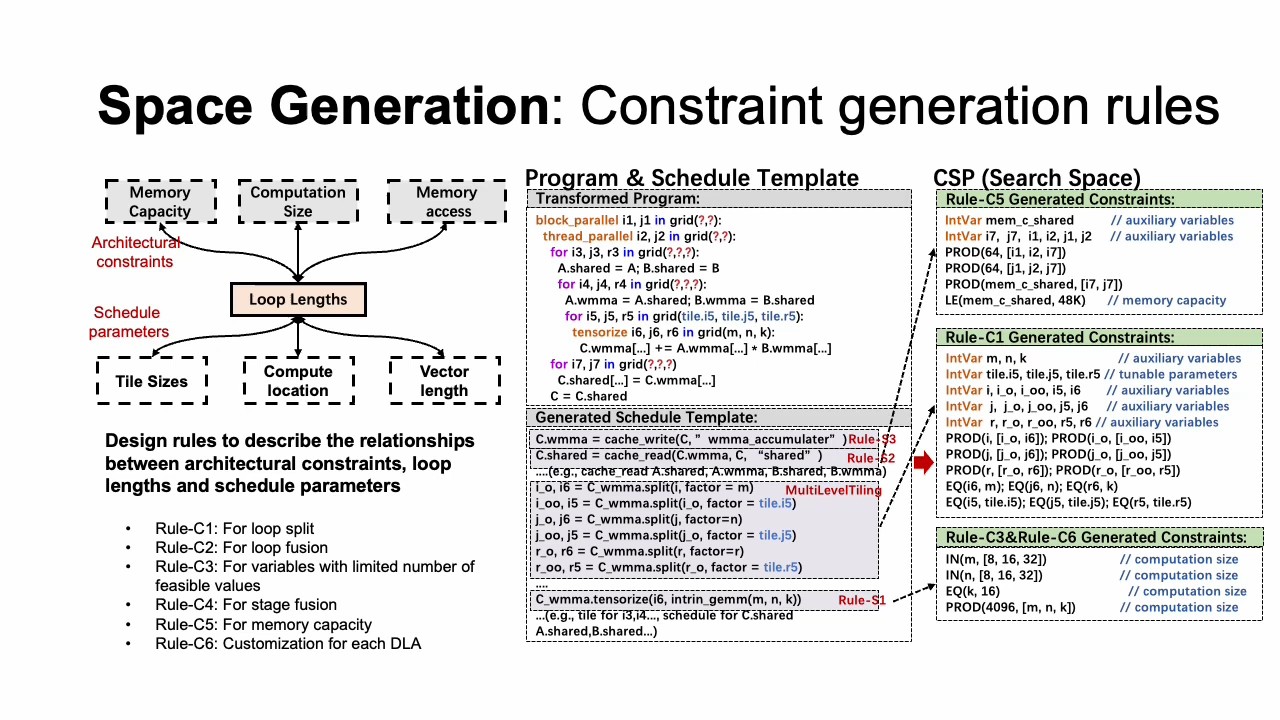 Space Generation: Constraint generation rules
Memory
Capacity
Computation
Size
Memory
access
Architectural
constraints
Loop Lengths
Schedule
parameters
Tile Sizes
Compute
location
Vector
length
Design rules to describe the relationships
between architectural constraints, loop
lengths and schedule parameters
• Rule-C1: For loop split
• Rule-C2: For loop fusion
• Rule-C3: For variables with limited number of
feasible values
• Rule-C4: For stage fusion
• Rule-C5: For memory capacity
• Rule-C6: Customization for each DLA
Program & Schedule Template
Transformed Program:
block_parallel i1, j1 in grid(?,?):
thread_parallel i2, j2 in grid(?,?):
for i3, j3, r3 in grid(?,?,?):
A.shared = A; B.shared = B
for i4, j4, r4 in grid(?,?,?):
A.wmma = A.shared; B.wmma = B.shared
for i5, j5, r5 in grid(tile.i5, tile.j5, tile.r5):
tensorize i6, j6, r6 in grid(m, n, k):
C.wmma[...] += A.wmma[...] * B.wmma[...]
for i7, j7 in grid(?,?,?)
C.shared[...] = C.wmma[...]
C = C.shared
Generated Schedule Template:
C.wmma = cache_write(C, ” wmma_accumulater” ) Rule-S3
C.shared = cache_read(C.wmma, C, “shared” ) Rule-S2
....(e.g., cache_read A.shared, A.wmma, B.shared, B.wmma)
i_o, i6 = C_wmma.split(i, factor = m) MultiLevelTiling
i_oo, i5 = C_wmma.split(i_o, factor = tile.i5)
j_o, j6 = C_wmma.split(j, factor=n)
j_oo, j5 = C_wmma.split(j_o, factor = tile.j5)
r_o, r6 = C_wmma.split(r, factor=r)
r_oo, r5 = C_wmma.split(r_o, factor = tile.r5)
....
C_wmma.tensorize(i6, intrin_gemm(m, n, k)) Rule-S1
...(e.g., tile for i3,i4..., schedule for C.shared
A.shared,B.shared...)
CSP (Search Space)
Rule-C5 Generated Constraints:
IntVar mem_c_shared // auxiliary variables
IntVar i7, j7, i1, i2, j1, j2 // auxiliary variables
PROD(64, [i1, i2, i7])
PROD(64, [j1, j2, j7])
PROD(mem_c_shared, [i7, j7])
LE(mem_c_shared, 48K) // memory capacity
Rule-C1 Generated Constraints:
IntVar m, n, k // auxiliary variables
IntVar tile.i5, tile.j5, tile.r5 // tunable parameters
IntVar i, i_o, i_oo, i5, i6 // auxiliary variables
IntVar j, j_o, j_oo, j5, j6 // auxiliary variables
IntVar r, r_o, r_oo, r5, r6 // auxiliary variables
PROD(i, [i_o, i6]); PROD(i_o, [i_oo, i5])
PROD(j, [j_o, j6]); PROD(j_o, [j_oo, j5])
PROD(r, [r_o, r6]); PROD(r_o, [r_oo, r5])
EQ(i6, m); EQ(j6, n); EQ(r6, k)
EQ(i5, tile.i5); EQ(j5, tile.j5); EQ(r5, tile.r5)
Rule-C3&Rule-C6 Generated Constraints:
IN(m, [8, 16, 32]) // computation size
IN(n, [8, 16, 32]) // computation size
EQ(k, 16) // computation size
PROD(4096, [m, n, k]) // computation size